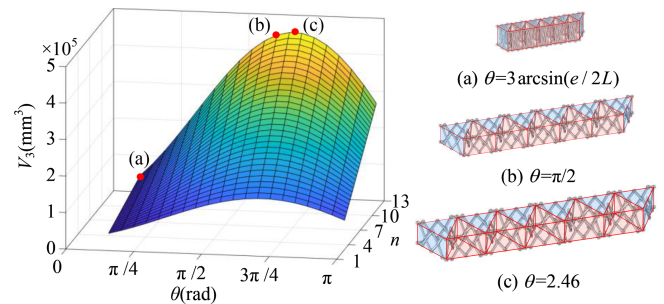 (b) (c)
×10⁵
5
4
3
2
1
0
V₃(mm³)
(a)
0
π/4
π/2
3π/4
π
θ(rad)
1
4
7
10
13
n
(a) θ=3arcsin(e/2L)
(b) θ=π/2
(c) θ=2.46